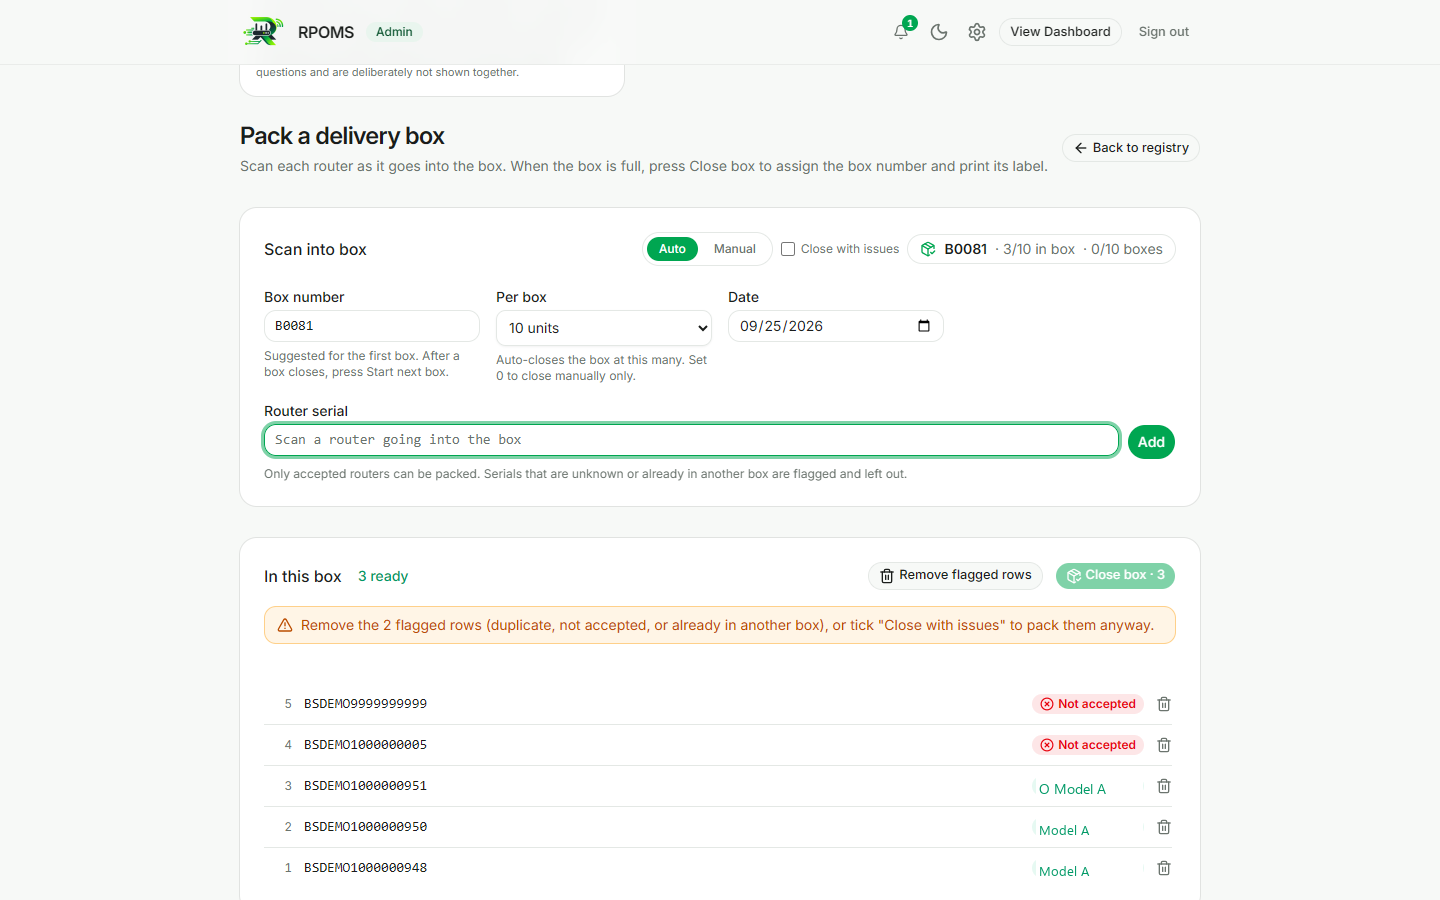 RPOMS Admin 1 View Dashboard Sign out
questions and are deliberately not shown together.
Pack a delivery box
Scan each router as it goes into the box. When the box is full, press Close box to assign the box number and print its label.
Back to registry
Scan into box
Auto Manual Close with issues B0081 · 3/10 in box · 0/10 boxes
Box number
B0081
Suggested for the first box. After a
box closes, press Start next box.
Per box
10 units
Auto-closes the box at this many. Set
0 to close manually only.
Date
09/25/2026
Router serial
Scan a router going into the box
Add
Only accepted routers can be packed. Serials that are unknown or already in another box are flagged and left out.
In this box 3 ready
Remove flagged rows Close box · 3
Remove the 2 flagged rows (duplicate, not accepted, or already in another box), or tick "Close with issues" to pack them anyway.
5 BSDEMO9999999999 Not accepted
4 BSDEMO1000000005 Not accepted
3 BSDEMO1000000951 O Model A
2 BSDEMO1000000950 Model A
1 BSDEMO1000000948 Model A